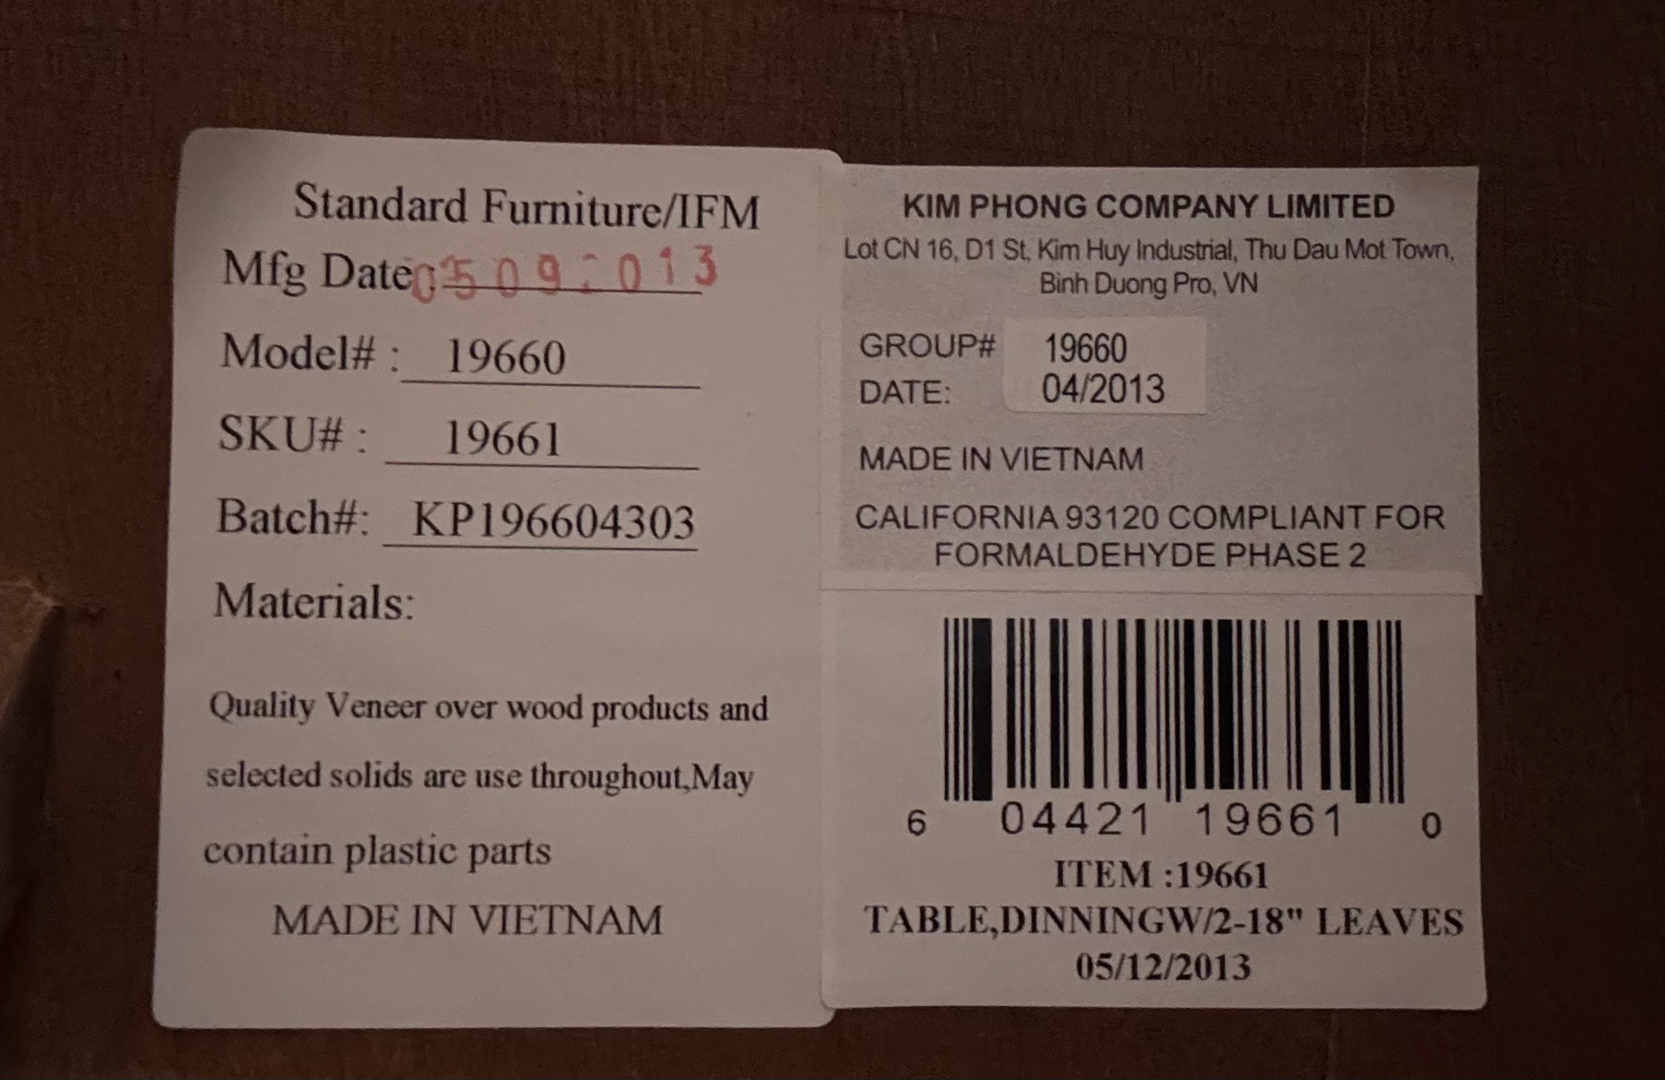 Standard Furniture/IFM
Mfg Date 0509 2013
Model# : 19660
SKU# : 19661
Batch#: KP196604303
Materials:
Quality Veneer over wood products and
selected solids are use throughout,May
contain plastic parts
MADE IN VIETNAM
KIM PHONG COMPANY LIMITED
Lot CN 16, D1 St, Kim Huy Industrial, Thu Dau Mot Town,
Binh Duong Pro, VN
GROUP# 19660
DATE: 04/2013
MADE IN VIETNAM
CALIFORNIA 93120 COMPLIANT FOR
FORMALDEHYDE PHASE 2
6 04421 19661 0
ITEM :19661
TABLE,DINNINGW/2-18" LEAVES
05/12/2013